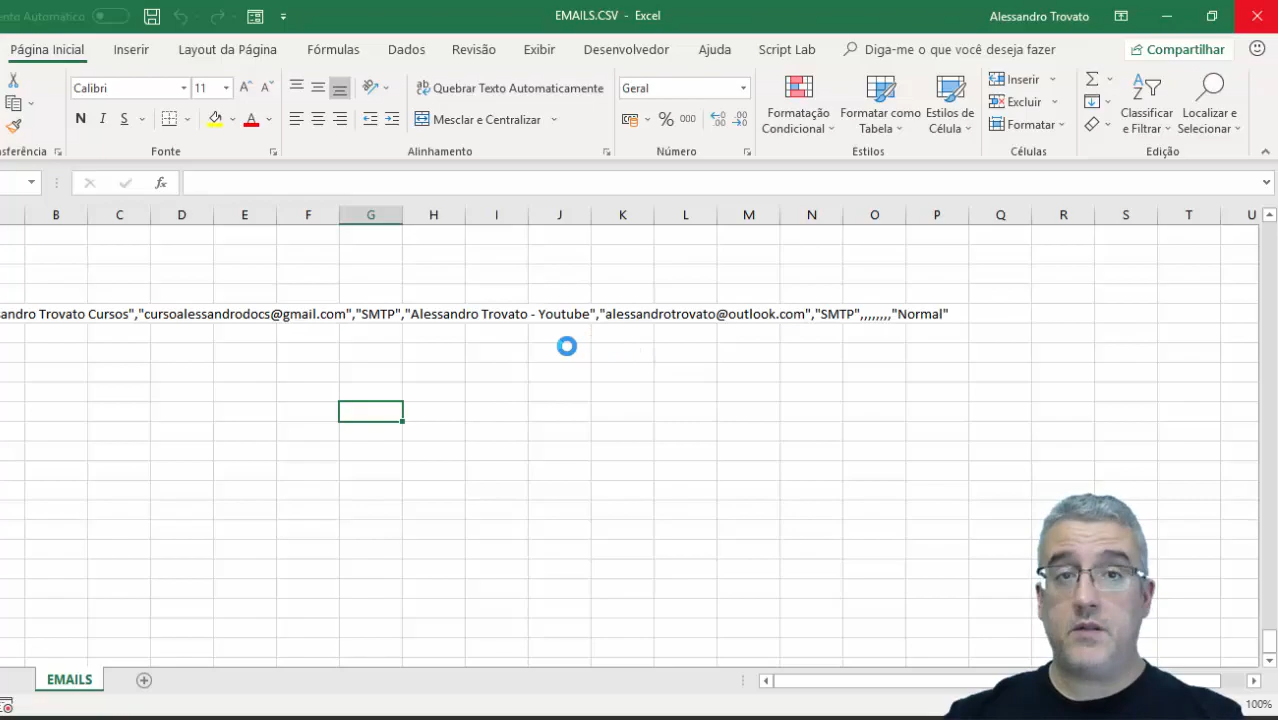 ento Automático
EMAILS.CSV - Excel
Alessandro Trovato
Página Inicial
Inserir
Layout da Página
Fórmulas
Dados
Revisão
Exibir
Desenvolvedor
Ajuda
Script Lab
Diga-me o que você deseja fazer
Compartilhar
Calibri
11
Quebrar Texto Automaticamente
Geral
Formatação Condicional
Formatar como Tabela
Estilos de Célula
Inserir
Excluir
Formatar
Classificar e Filtrar
Localizar e Selecionar
N I S
Mesclar e Centralizar
% 000
sferência
Fonte
Alinhamento
Número
Estilos
Células
Edição
fx
B C D E F G H I J K L M N O P Q R S T U
andro Trovato Cursos","cursoalessandrodocs@gmail.com","SMTP","Alessandro Trovato - Youtube","alessandrotrovato@outlook.com","SMTP",,,,,,,,"Normal"
EMAILS
100%